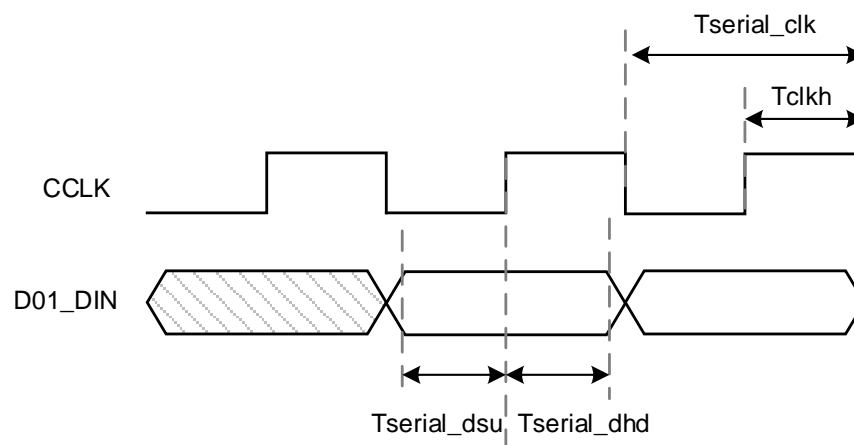 Tserial_clk
Tclkh
CCLK
D01_DIN
Tserial_dsu
Tserial_dhd